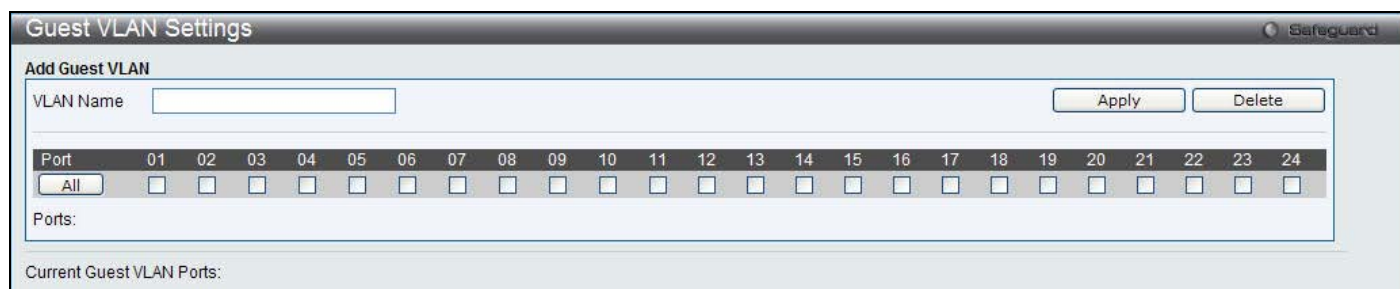 Guest VLAN Settings
Safeguard
Add Guest VLAN
VLAN Name Apply Delete
Port 01 02 03 04 05 06 07 08 09 10 11 12 13 14 15 16 17 18 19 20 21 22 23 24
All
Ports:
Current Guest VLAN Ports: